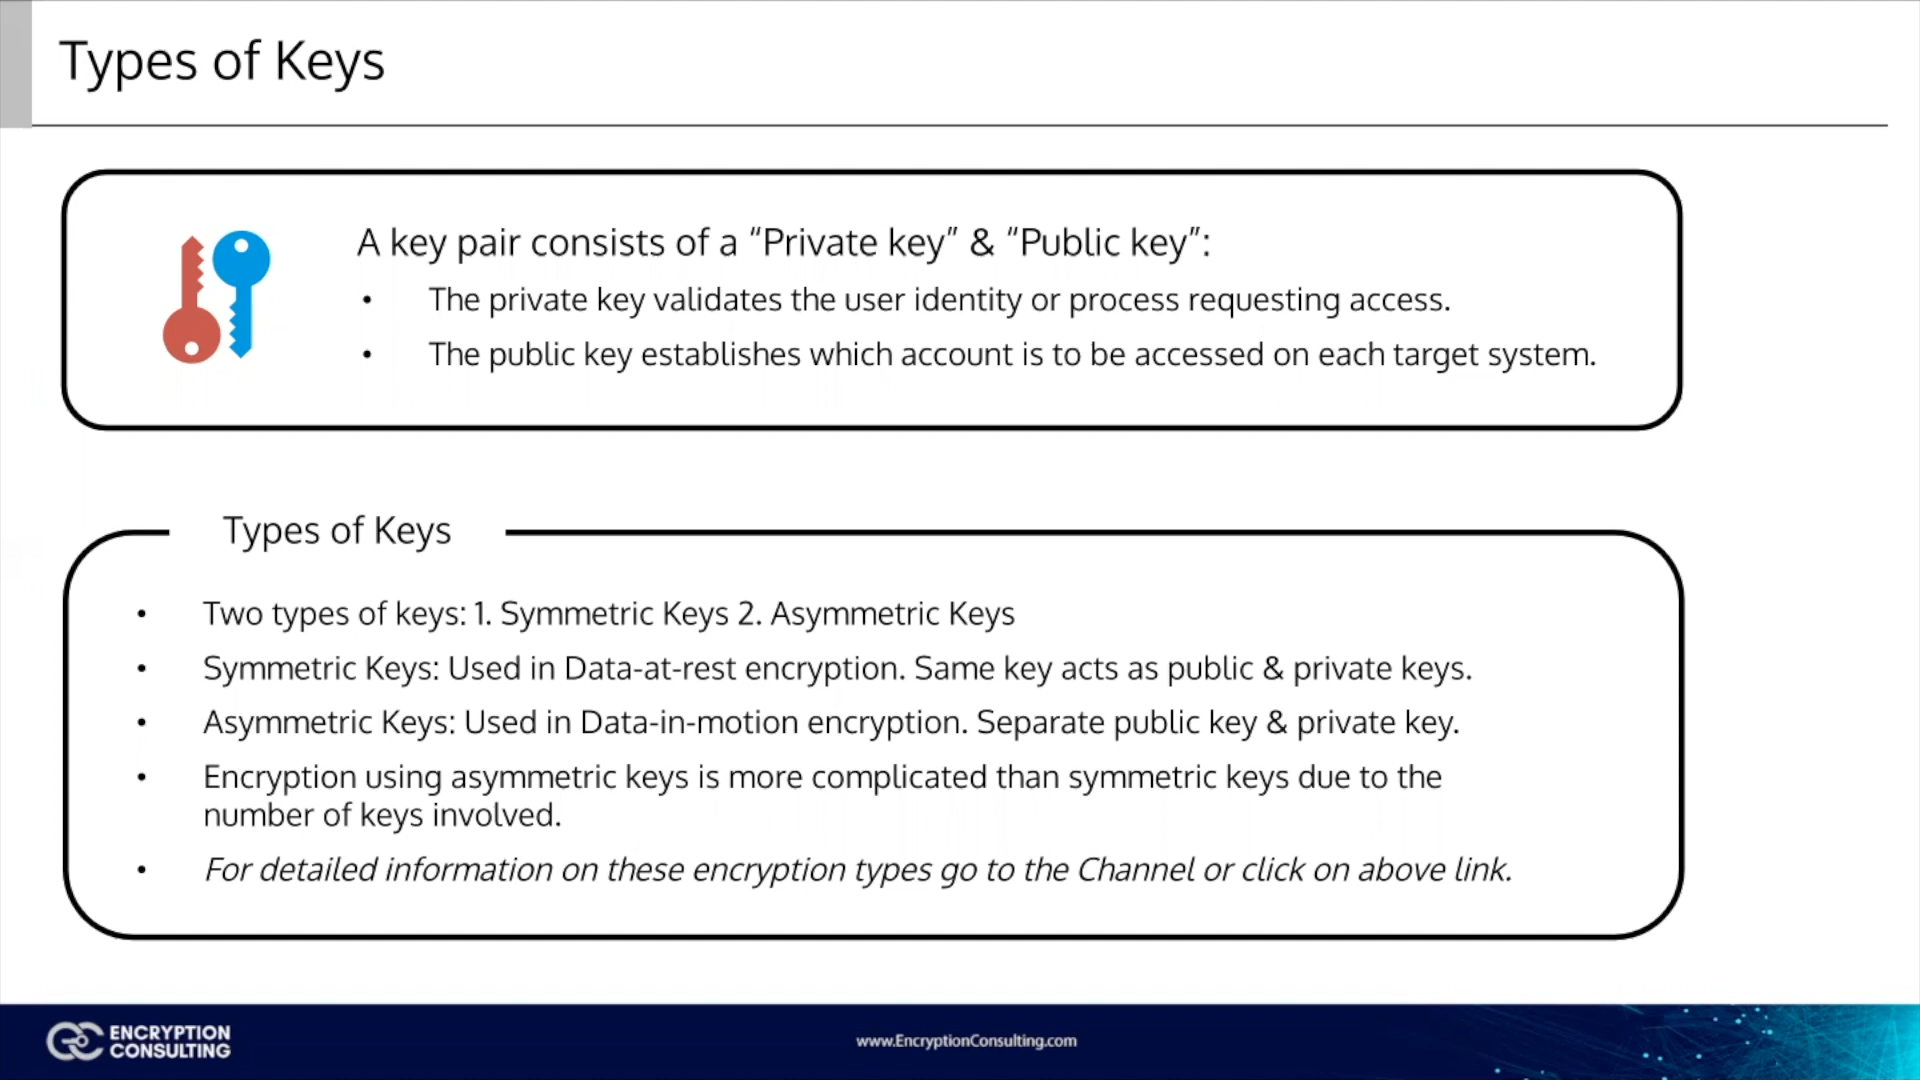 Types of Keys
A key pair consists of a “Private key” & “Public key”:
• The private key validates the user identity or process requesting access.
• The public key establishes which account is to be accessed on each target system.
Types of Keys
• Two types of keys: 1. Symmetric Keys 2. Asymmetric Keys
• Symmetric Keys: Used in Data-at-rest encryption. Same key acts as public & private keys.
• Asymmetric Keys: Used in Data-in-motion encryption. Separate public key & private key.
• Encryption using asymmetric keys is more complicated than symmetric keys due to the
number of keys involved.
• For detailed information on these encryption types go to the Channel or click on above link.
ENCRYPTION
CONSULTING
www.EncryptionConsulting.com